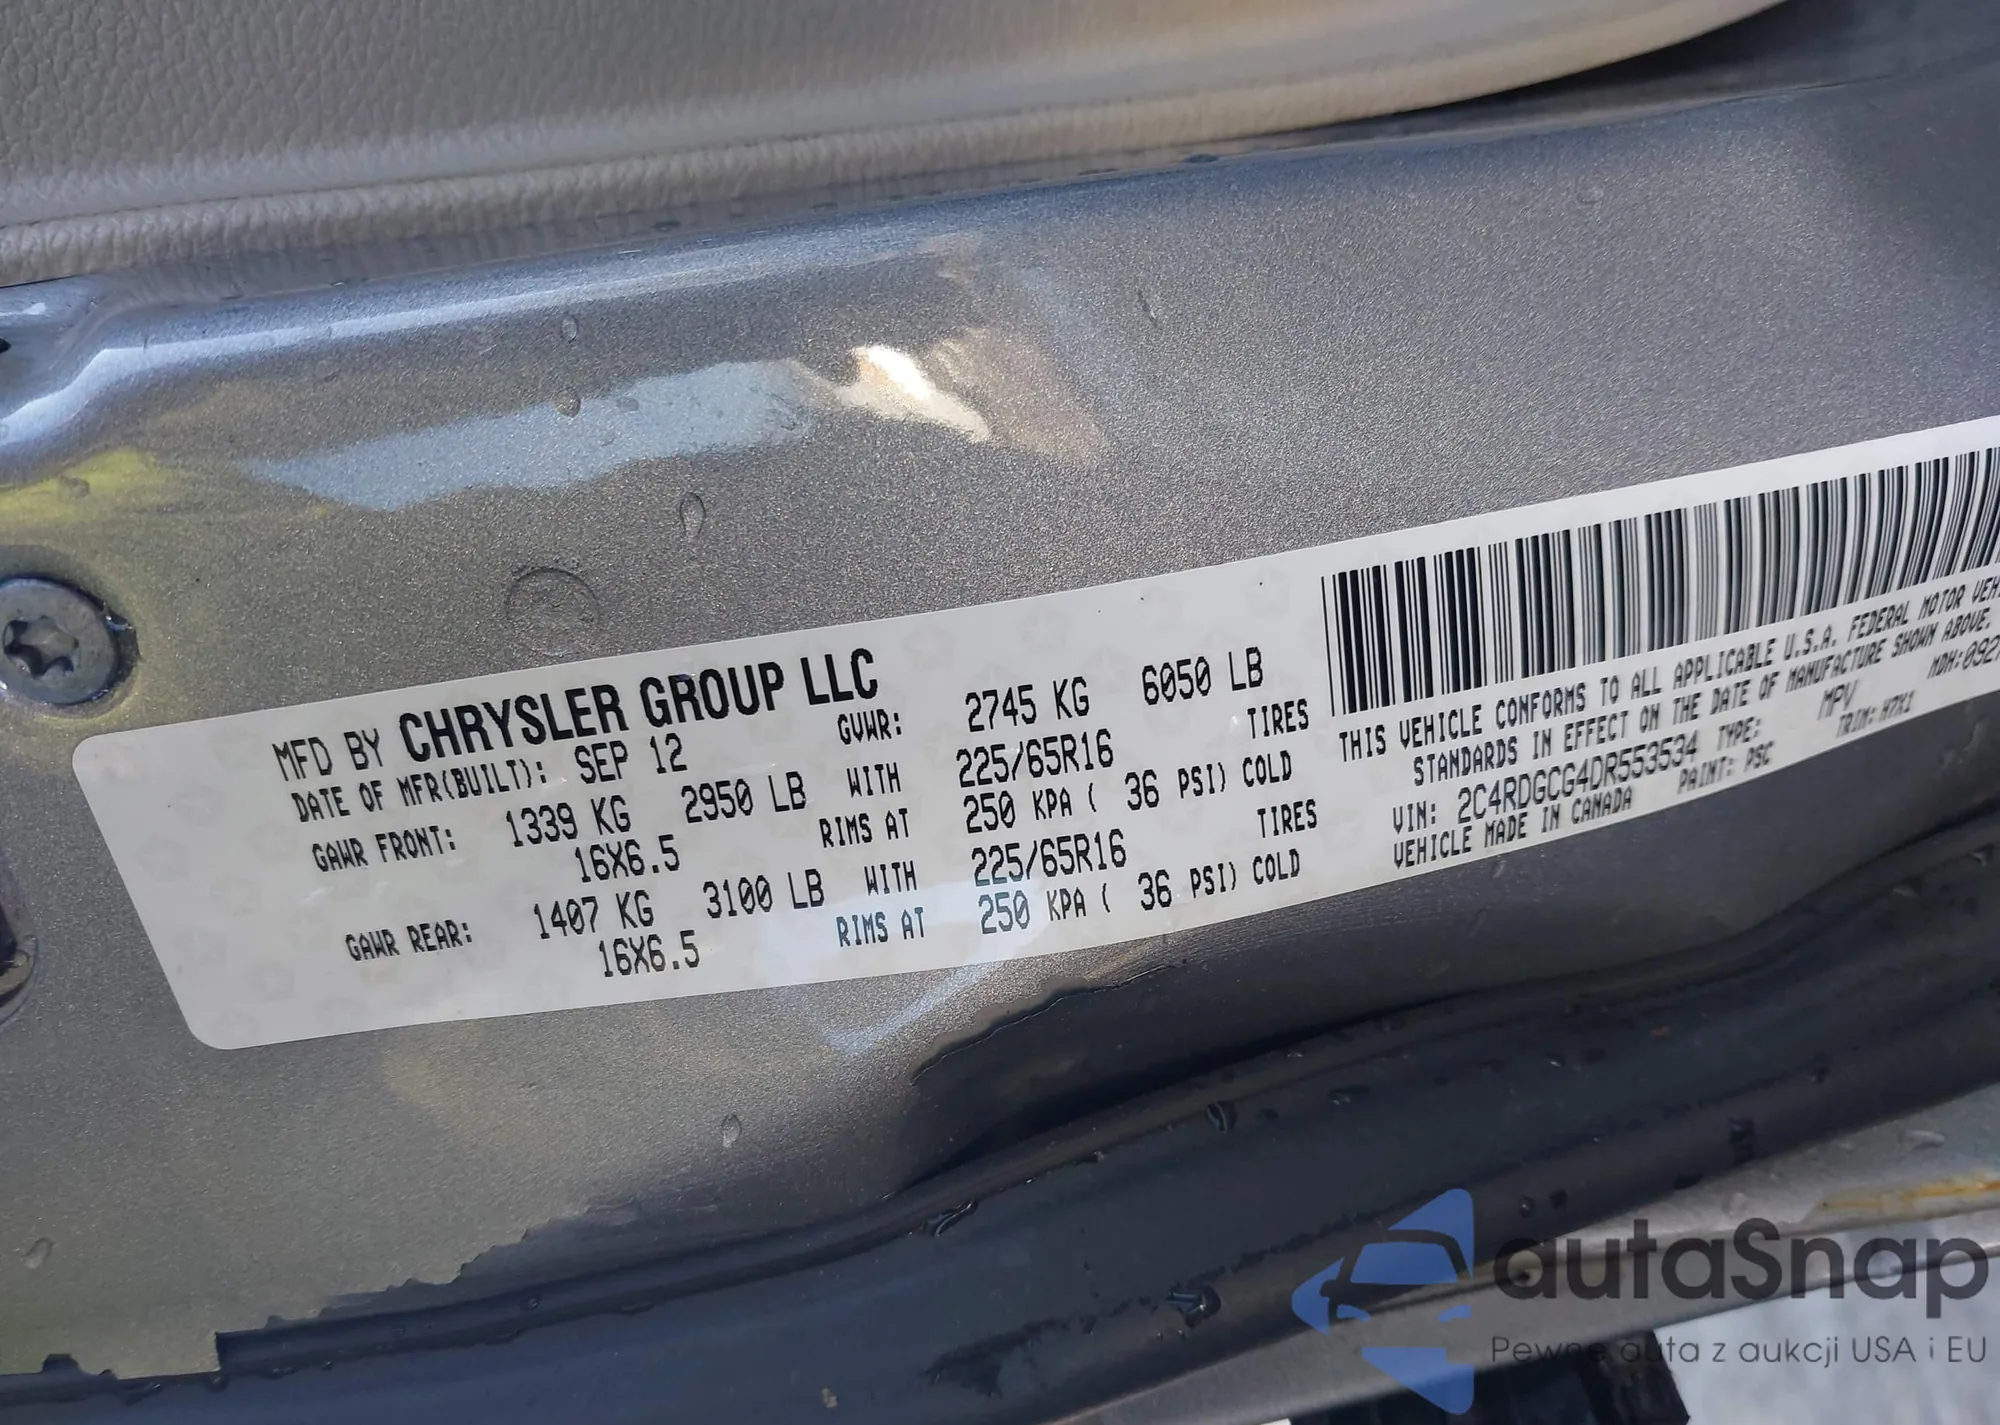 MFD BY CHRYSLER GROUP LLC
DATE OF MFR(BUILT): SEP 12 GVWR: 2745 KG 6050 LB
GAWR FRONT: 1339 KG 2950 LB WITH 225/65R16 TIRES
16X6.5 RIMS AT 250 KPA ( 36 PSI) COLD
GAWR REAR: 1407 KG 3100 LB WITH 225/65R16 TIRES
16X6.5 RIMS AT 250 KPA ( 36 PSI) COLD
THIS VEHICLE CONFORMS TO ALL APPLICABLE U.S.A. FEDERAL MOTOR
STANDARDS IN EFFECT ON THE DATE OF MANUFACTURE SHOWN ABOVE.
VIN: 2C4RDGCG4DR553534 TYPE: MPV MDH:0927
VEHICLE MADE IN CANADA PAINT: PSC TRIM: H7X1
autaSnap
Pewne auta z aukcji USA i EU